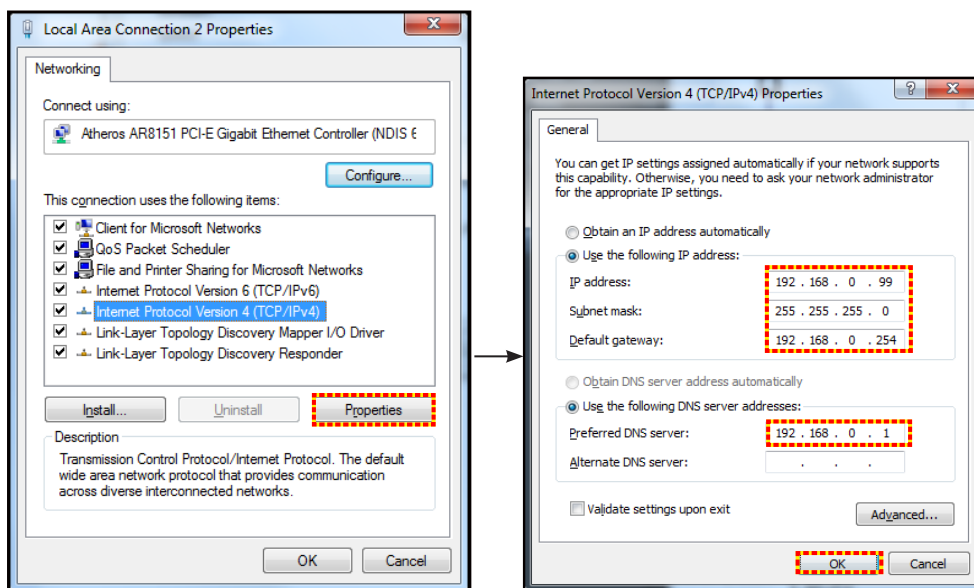 Local Area Connection 2 Properties
Networking
Connect using:
Atheros AR8151 PCI-E Gigabit Ethernet Controller (NDIS 6
Configure...
This connection uses the following items:
Client for Microsoft Networks
QoS Packet Scheduler
File and Printer Sharing for Microsoft Networks
Internet Protocol Version 6 (TCP/IPv6)
Internet Protocol Version 4 (TCP/IPv4)
Link-Layer Topology Discovery Mapper I/O Driver
Link-Layer Topology Discovery Responder
Install...
Uninstall
Properties
Description
Transmission Control Protocol/Internet Protocol. The default
wide area network protocol that provides communication
across diverse interconnected networks.
OK
Cancel
Internet Protocol Version 4 (TCP/IPv4) Properties
General
You can get IP settings assigned automatically if your network supports
this capability. Otherwise, you need to ask your network administrator
for the appropriate IP settings.
Obtain an IP address automatically
Use the following IP address:
IP address: 192 . 168 . 0 . 99
Subnet mask: 255 . 255 . 255 . 0
Default gateway: 192 . 168 . 0 . 254
Obtain DNS server address automatically
Use the following DNS server addresses:
Preferred DNS server: 192 . 168 . 0 . 1
Alternate DNS server: . . .
Validate settings upon exit
Advanced...
OK
Cancel